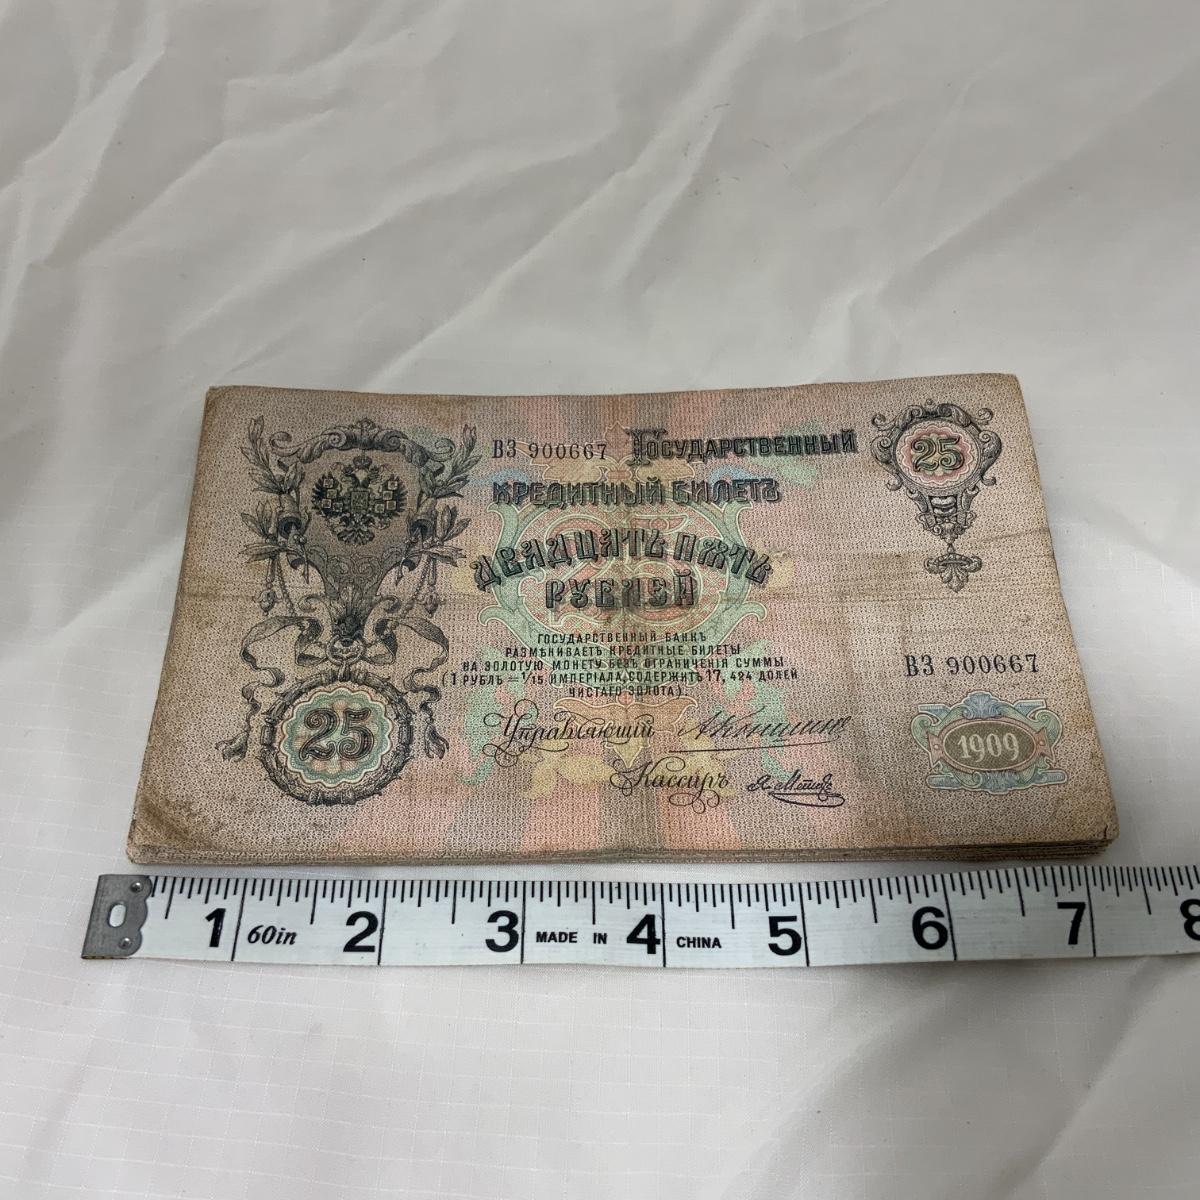 ВЗ 900667 Государственный
25
кредитный билетъ
25
Двадцать пять
рублей
Государственный банкъ
размѣниваетъ кредитные билеты
на золотую монету безъ ограниченія суммы
(1 рубль = 1/15 имперіала, содержитъ 17,424 долей
чистаго золота)
ВЗ 900667
25
Управляющій
1909
Кассиръ
1 60in 2 3 MADE IN 4 CHINA 5 6 7 8